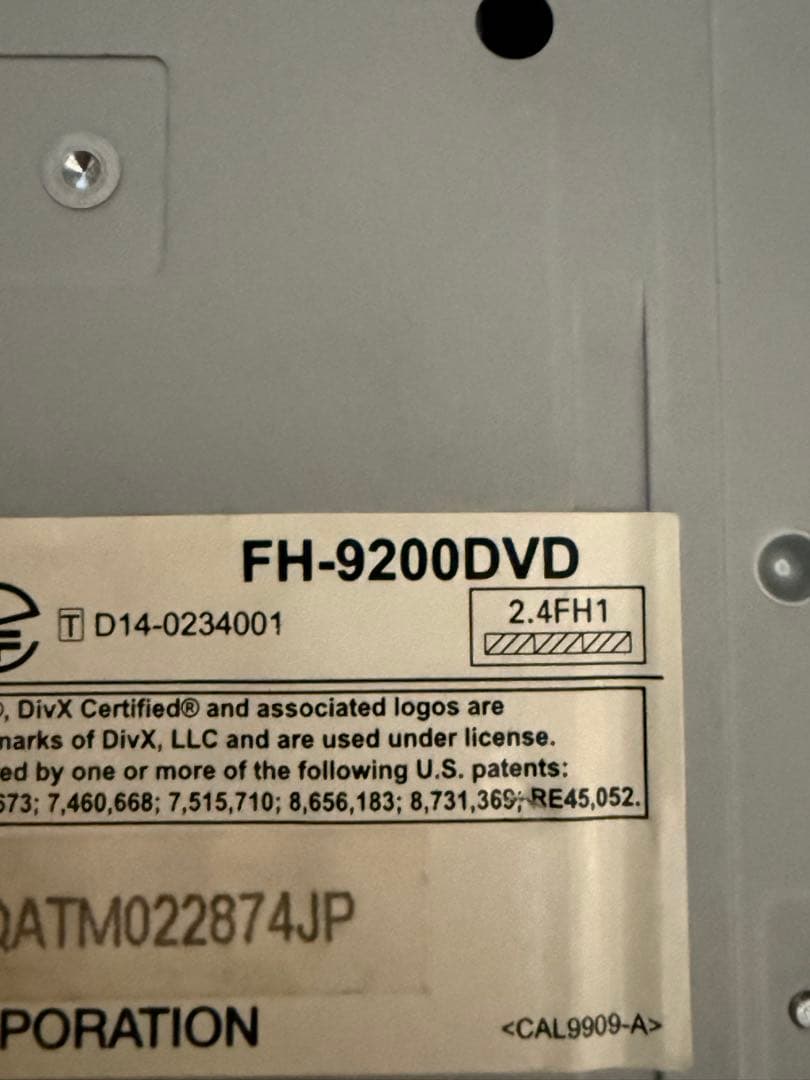 FH-9200DVD
T D14-0234001
2.4FH1
, DivX Certified® and associated logos are
marks of DivX, LLC and are used under license.
ed by one or more of the following U.S. patents:
673; 7,460,668; 7,515,710; 8,656,183; 8,731,369; RE45,052.
QATM022874JP
PORATION
<CAL9909-A>